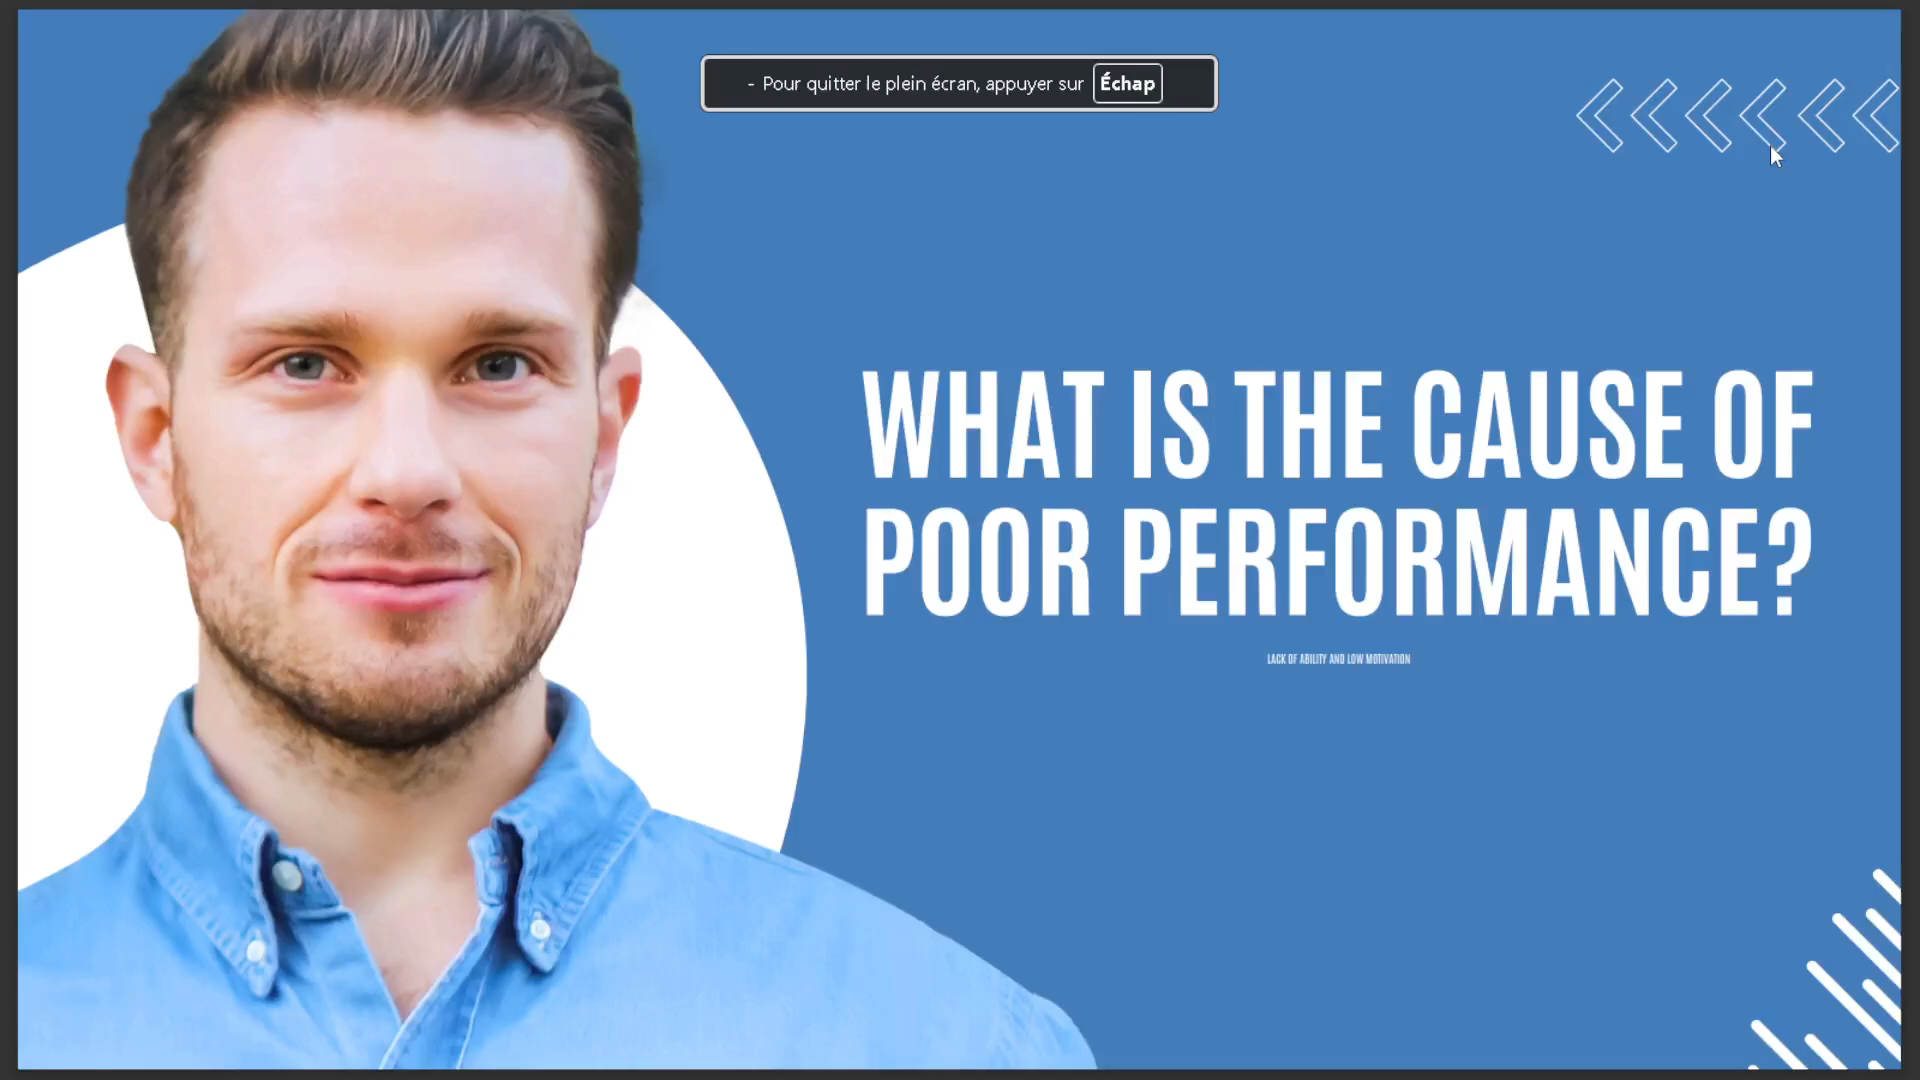 - Pour quitter le plein écran, appuyer sur Échap
WHAT IS THE CAUSE OF
POOR PERFORMANCE?
LACK OF ABILITY AND LOW MOTIVATION